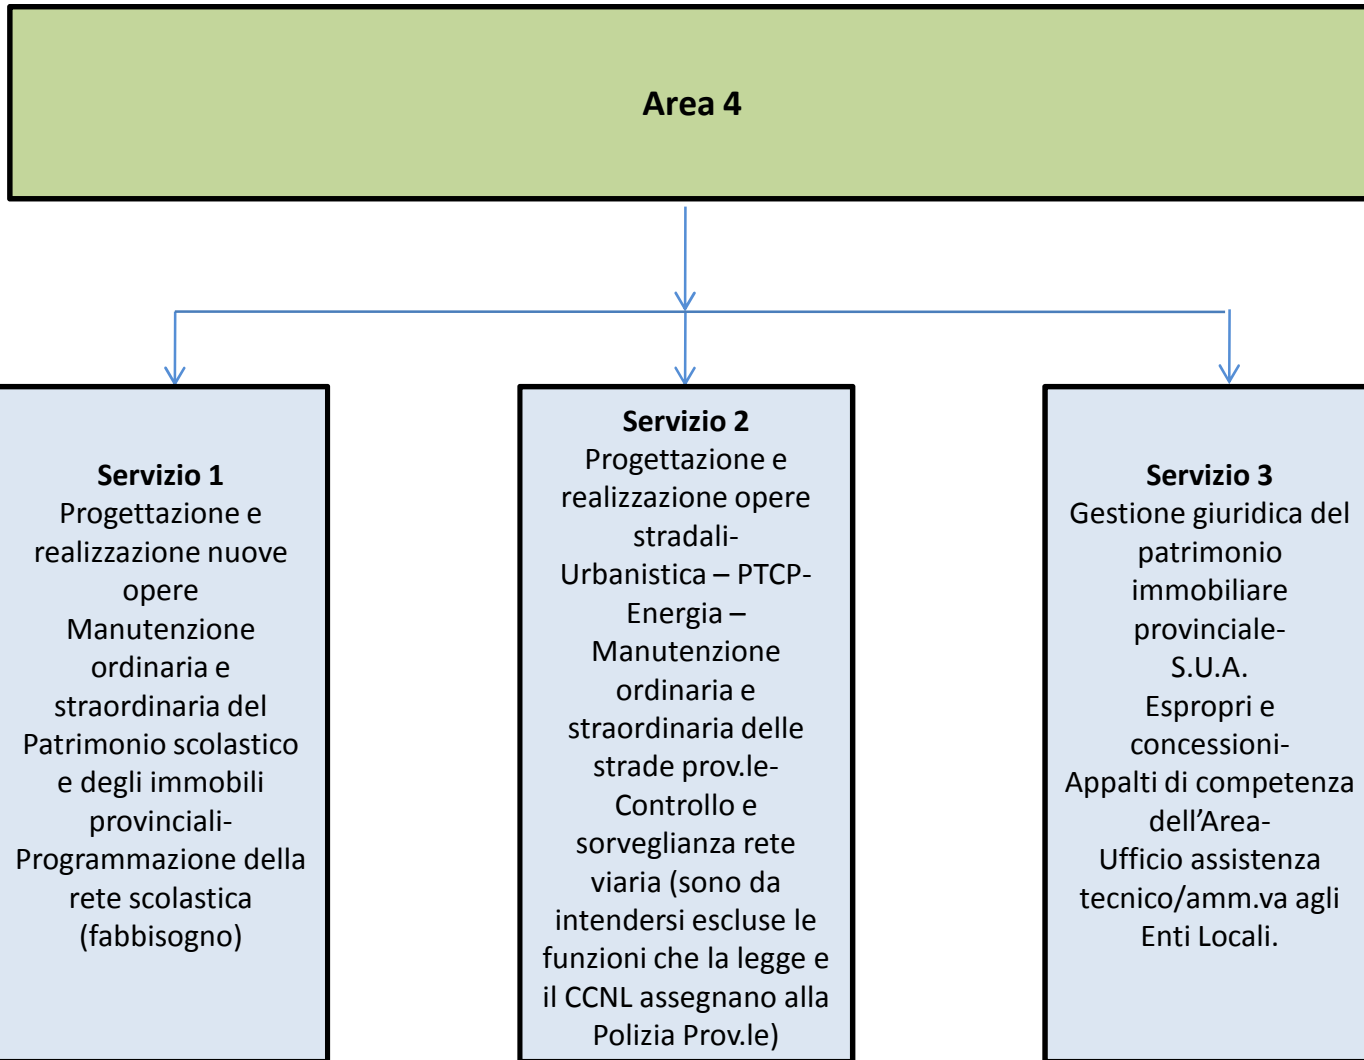 Area 4
Servizio 1
Progettazione e
realizzazione nuove
opere
Manutenzione
ordinaria e
straordinaria del
Patrimonio scolastico
e degli immobili
provinciali-
Programmazione della
rete scolastica
(fabbisogno)
Servizio 2
Progettazione e
realizzazione opere
stradali-
Urbanistica – PTCP-
Energia –
Manutenzione
ordinaria e
straordinaria delle
strade prov.le-
Controllo e
sorveglianza rete
viaria (sono da
intendersi escluse le
funzioni che la legge e
il CCNL assegnano alla
Polizia Prov.le)
Servizio 3
Gestione giuridica del
patrimonio
immobiliare
provinciale-
S.U.A.
Espropri e
concessioni-
Appalti di competenza
dell’Area-
Ufficio assistenza
tecnico/amm.va agli
Enti Locali.